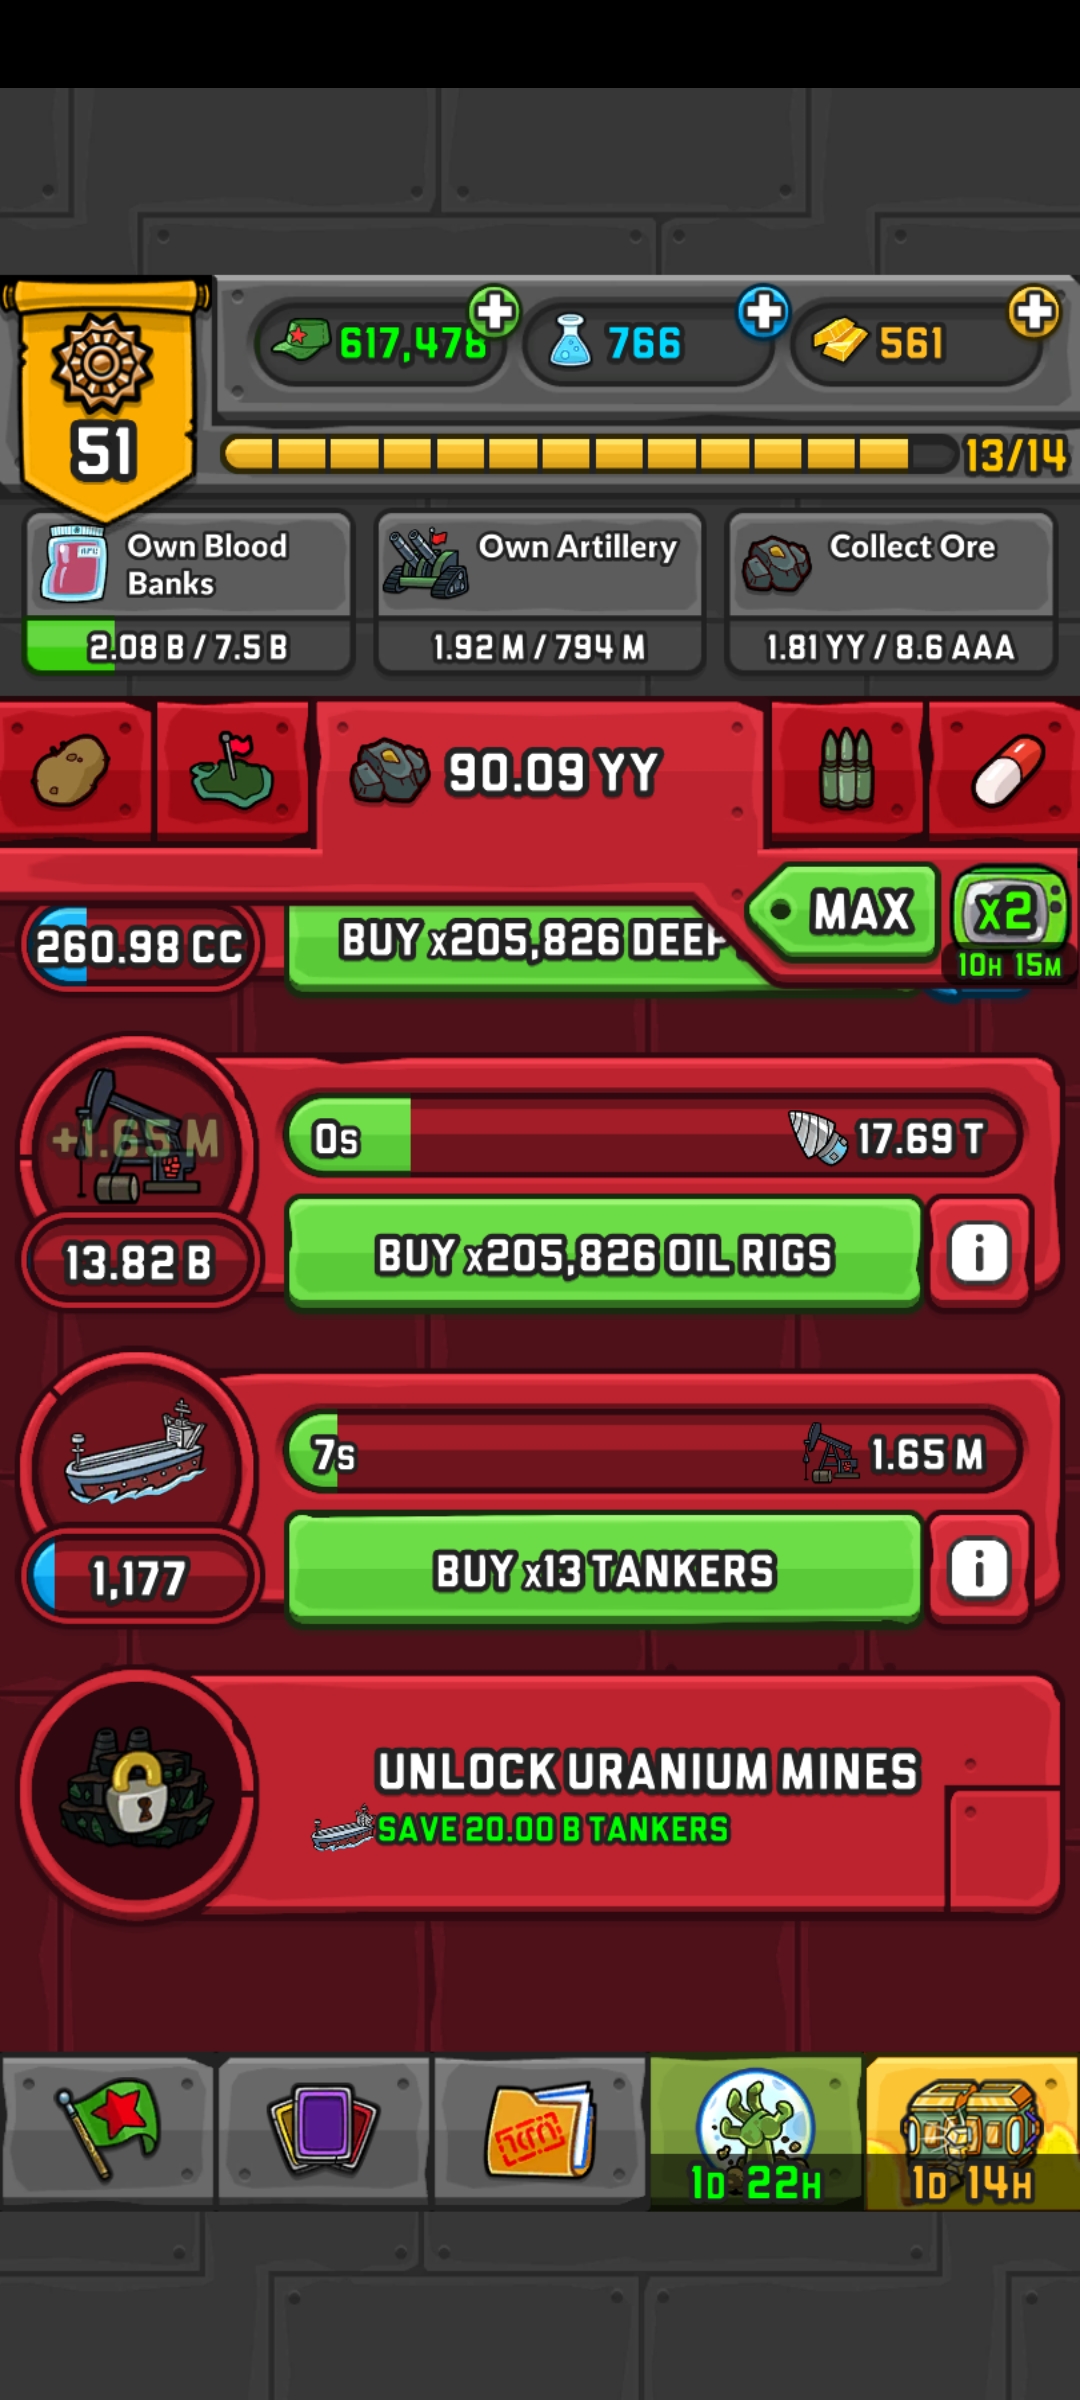 617,478
766
561
51
13/14
Own Blood
Banks
2.08 B / 7.5 B
Own Artillery
1.92 M / 794 M
Collect Ore
1.81 YY / 8.6 AAA
90.09 YY
MAX
x2
10H 15M
260.98 CC
BUY x205,826 DEEP
+1.65 M
0s
17.69 T
13.82 B
BUY x205,826 OIL RIGS
i
7s
1.65 M
1,177
BUY x13 TANKERS
i
UNLOCK URANIUM MINES
SAVE 20.00 B TANKERS
1D 22H
1D 14H